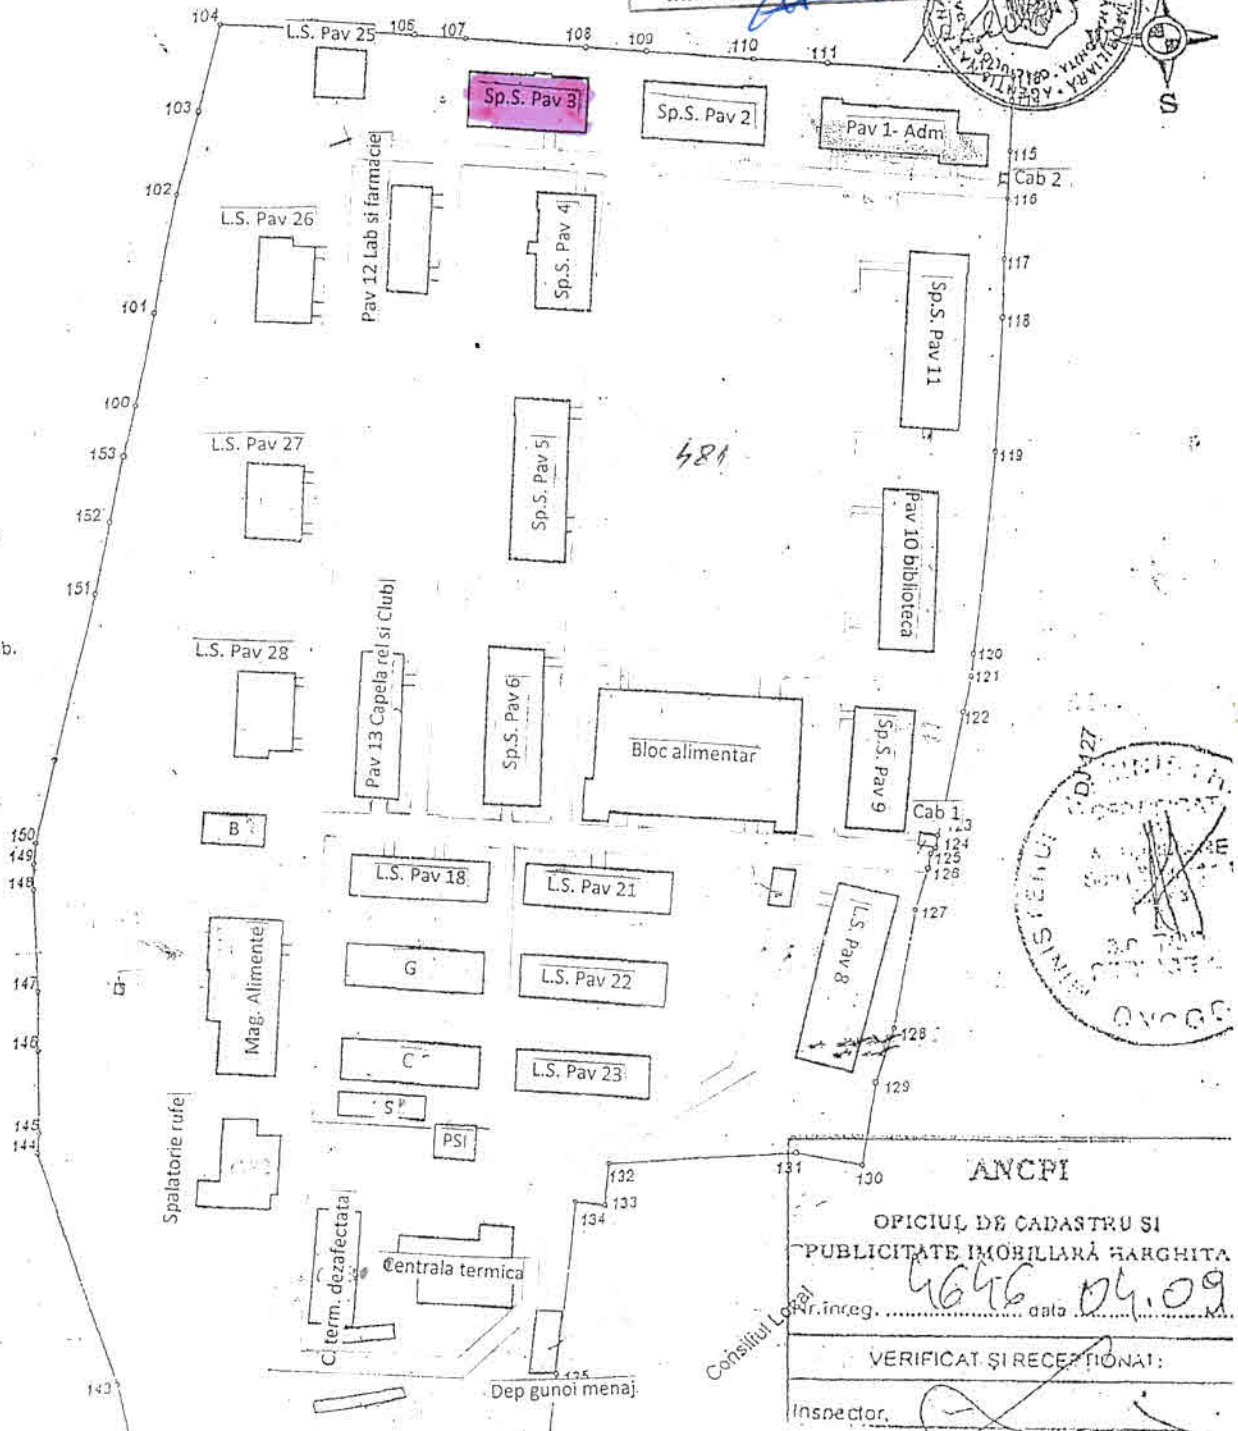 104
L.S. Pav 25
106
107
108
109
110
111
S
103
Sp.S. Pav 3
Sp.S. Pav 2
Pav 1- Adm
115
Cab 2
116
102
L.S. Pav 26
Pav 12 Lab si farmacie
Sp.S. Pav 4
117
118
101
Sp.S. Pav 11
100
153
L.S. Pav 27
Sp.S. Pav 5
481
119
152
Pav 10 biblioteca
151
b.
L.S. Pav 28
Pav 13 Capela rel si Club
Sp.S. Pav 6
Bloc alimentar
Sp.S. Pav 9
120
121
122
DJ 127
Cab 1
123
124
125
126
150
149
148
B
L.S. Pav 18
L.S. Pav 21
127
L.S. Pav 8
147
Mag. Alimente
G
L.S. Pav 22
146
C
L.S. Pav 23
128
129
S
PSI
145
144
Spalatorie rufe
132
131
130
133
134
C. term. dezafectata
Centrala termica
135
Dep gunoi menaj
143
Consiliul Local
ANCPI
OFICIUL DE CADASTRU SI
PUBLICITATE IMOBILIARĂ HARGHITA
Nr.inreg. 4646 data 04.09
VERIFICAT ŞI RECEPŢIONAT:
Inspector,